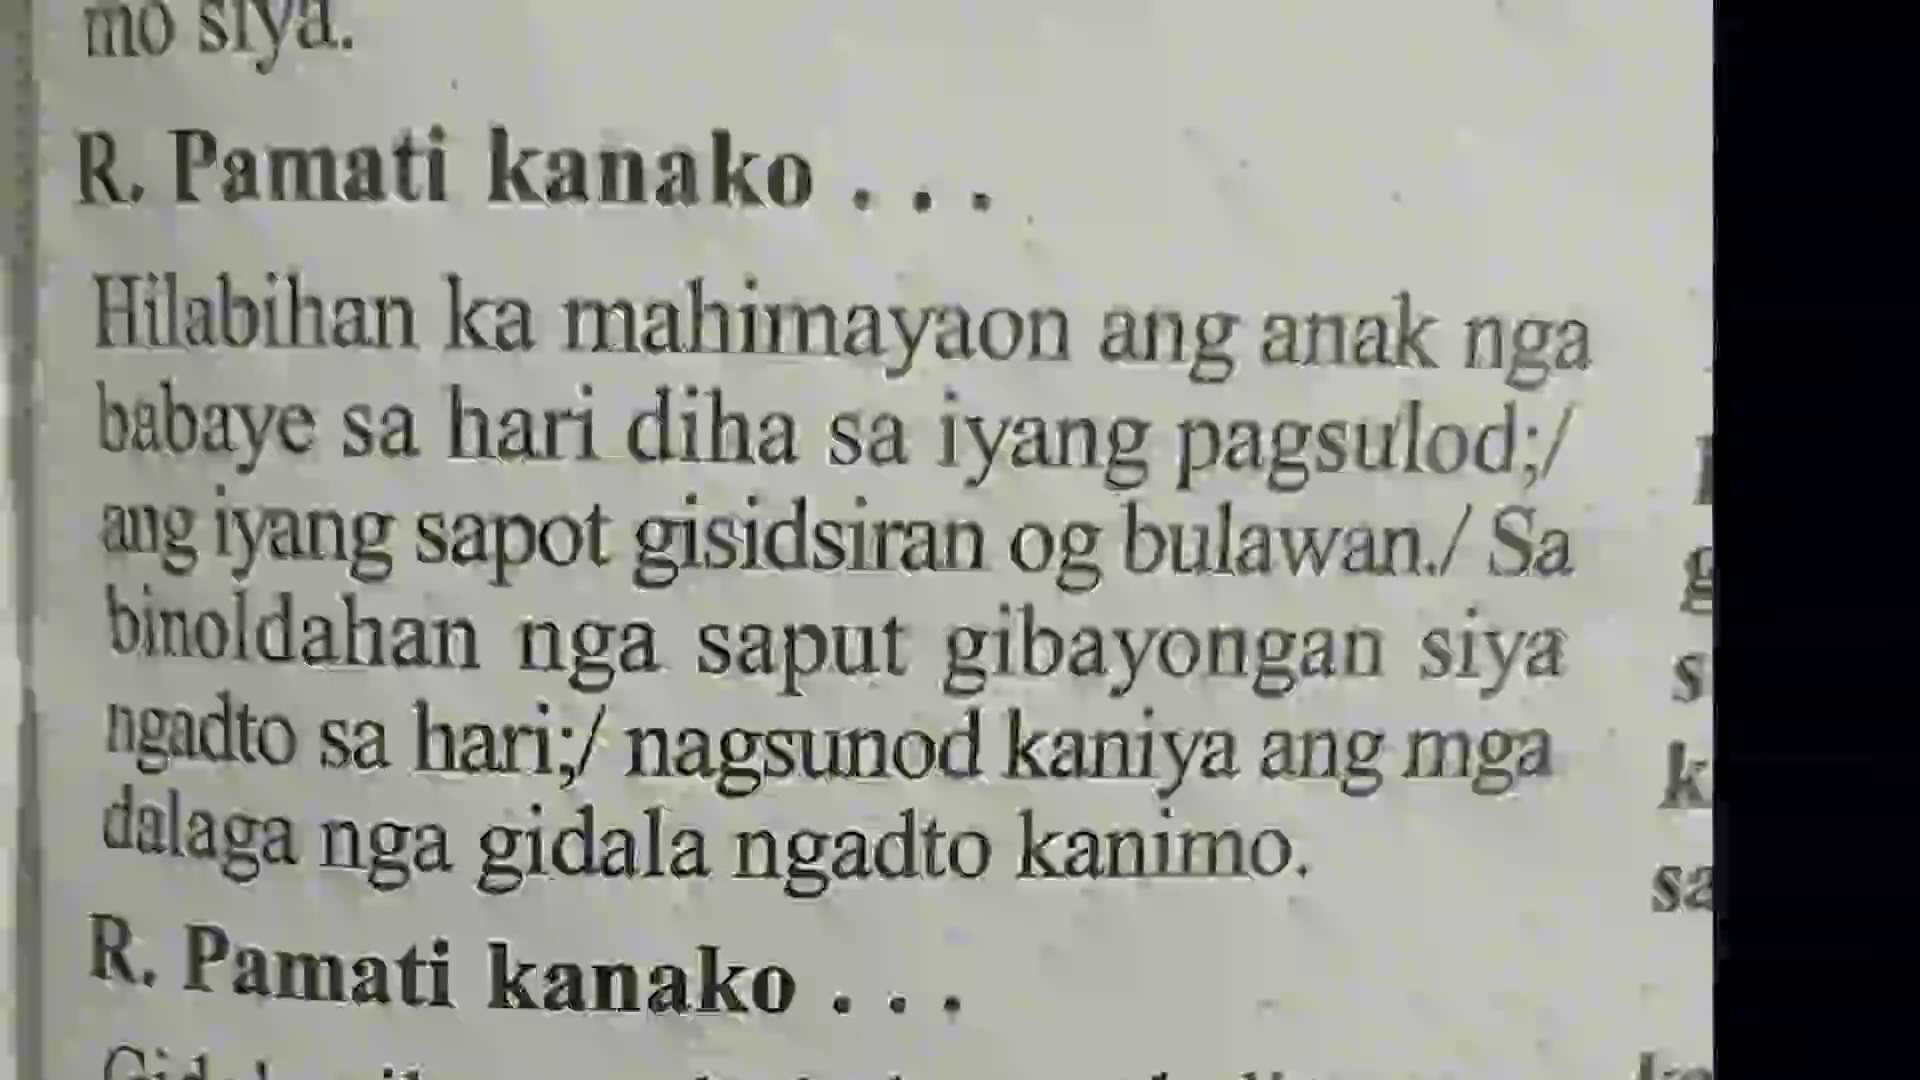 mo siya.
R. Pamati kanako . . .
Hilabihan ka mahimayaon ang anak nga
babaye sa hari diha sa iyang pagsulod;/
ang iyang sapot gisidsiran og bulawan./ Sa
binoldahan nga saput gibayongan siya
ngadto sa hari;/ nagsunod kaniya ang mga
dalaga nga gidala ngadto kanimo.
R. Pamati kanako . . .